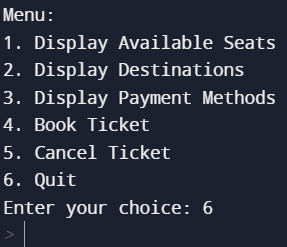 Menu:
1. Display Available Seats
2. Display Destinations
3. Display Payment Methods
4. Book Ticket
5. Cancel Ticket
6. Quit
Enter your choice: 6
>